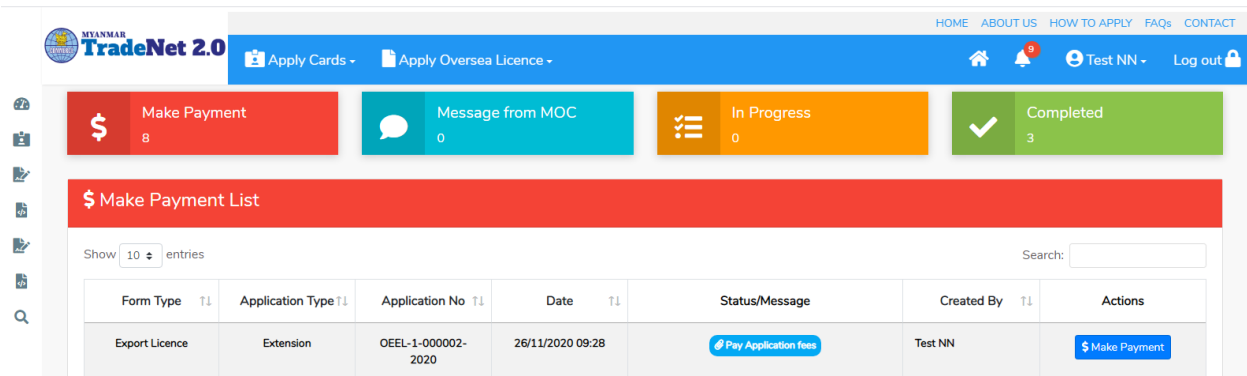 HOME ABOUT US HOW TO APPLY FAQs CONTACT
MYANMAR
TradeNet 2.0
Apply Cards
Apply Oversea Licence
9
Test NN
Log out
Make Payment
8
Message from MOC
0
In Progress
0
Completed
3
$ Make Payment List
Show 10 entries
Search:
Form Type Application Type Application No Date Status/Message Created By Actions
Export Licence Extension OEEL-1-000002- 26/11/2020 09:28 Pay Application fees Test NN $ Make Payment
2020